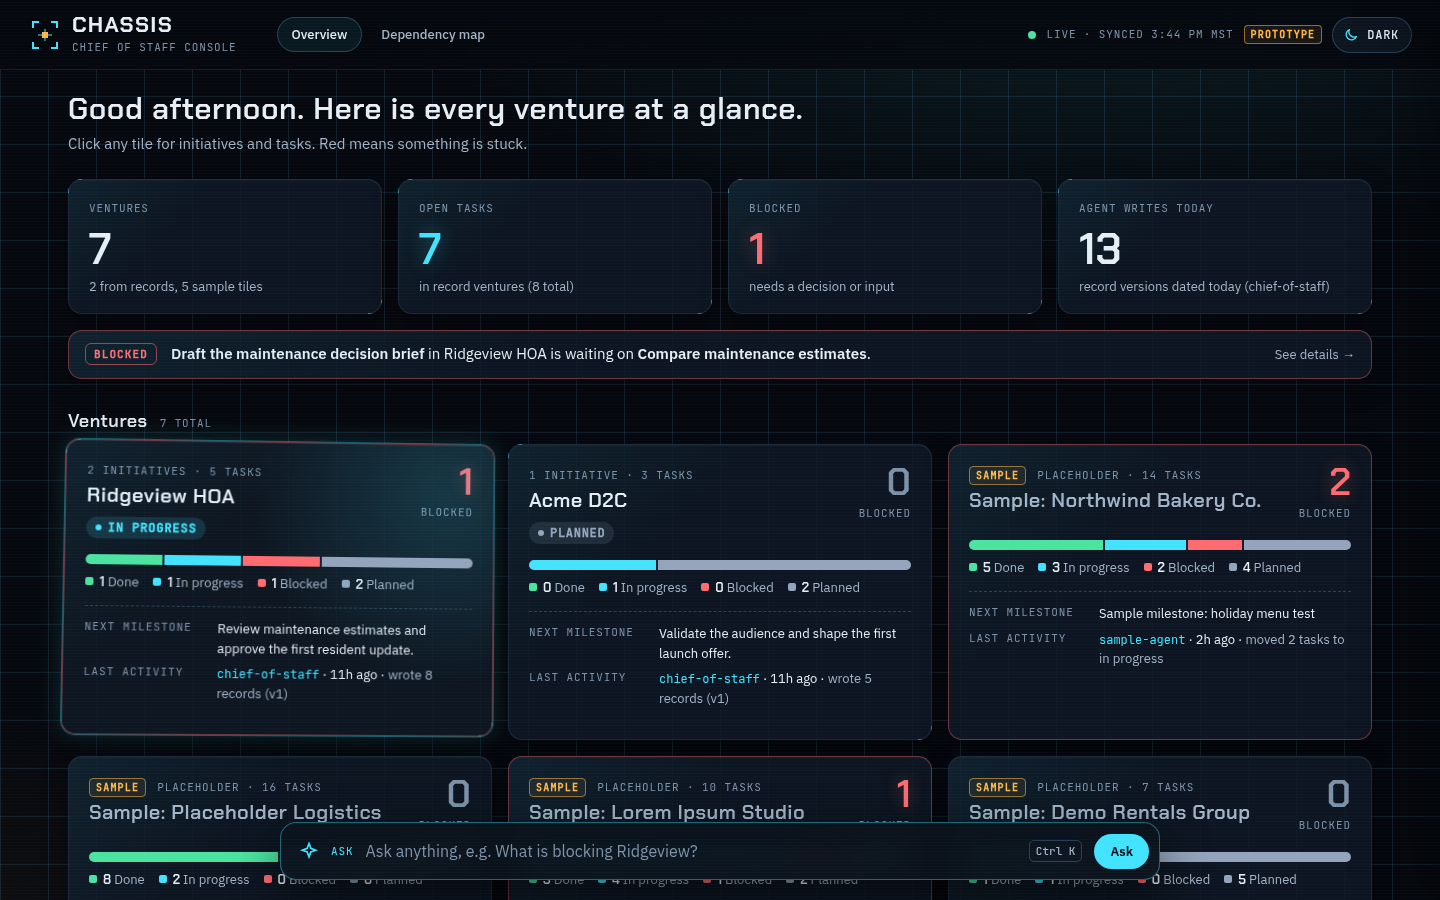 CHASSIS
CHIEF OF STAFF CONSOLE
Overview
Dependency map
LIVE · SYNCED 3:44 PM MST
PROTOTYPE
DARK
Good afternoon. Here is every venture at a glance.
Click any tile for initiatives and tasks. Red means something is stuck.
VENTURES
7
2 from records, 5 sample tiles
OPEN TASKS
7
in record ventures (8 total)
BLOCKED
1
needs a decision or input
AGENT WRITES TODAY
13
record versions dated today (chief-of-staff)
BLOCKED Draft the maintenance decision brief in Ridgeview HOA is waiting on Compare maintenance estimates.
See details →
Ventures 7 TOTAL
2 INITIATIVES · 5 TASKS
Ridgeview HOA
1
BLOCKED
IN PROGRESS
1 Done 1 In progress 1 Blocked 2 Planned
NEXT MILESTONE
Review maintenance estimates and
approve the first resident update.
LAST ACTIVITY
chief-of-staff · 11h ago · wrote 8
records (v1)
1 INITIATIVE · 3 TASKS
Acme D2C
0
BLOCKED
PLANNED
0 Done 1 In progress 0 Blocked 2 Planned
NEXT MILESTONE
Validate the audience and shape the first
launch offer.
LAST ACTIVITY
chief-of-staff · 11h ago · wrote 5
records (v1)
SAMPLE PLACEHOLDER · 14 TASKS
Sample: Northwind Bakery Co.
2
BLOCKED
5 Done 3 In progress 2 Blocked 4 Planned
NEXT MILESTONE
Sample milestone: holiday menu test
LAST ACTIVITY
sample-agent · 2h ago · moved 2 tasks to
in progress
SAMPLE PLACEHOLDER · 16 TASKS
Sample: Placeholder Logistics
0
8 Done 2 In progress
SAMPLE PLACEHOLDER · 10 TASKS
Sample: Lorem Ipsum Studio
1
SAMPLE PLACEHOLDER · 7 TASKS
Sample: Demo Rentals Group
0
BLOCKED
Blocked 5 Planned
ASK
Ask anything, e.g. What is blocking Ridgeview?
Ctrl K
Ask